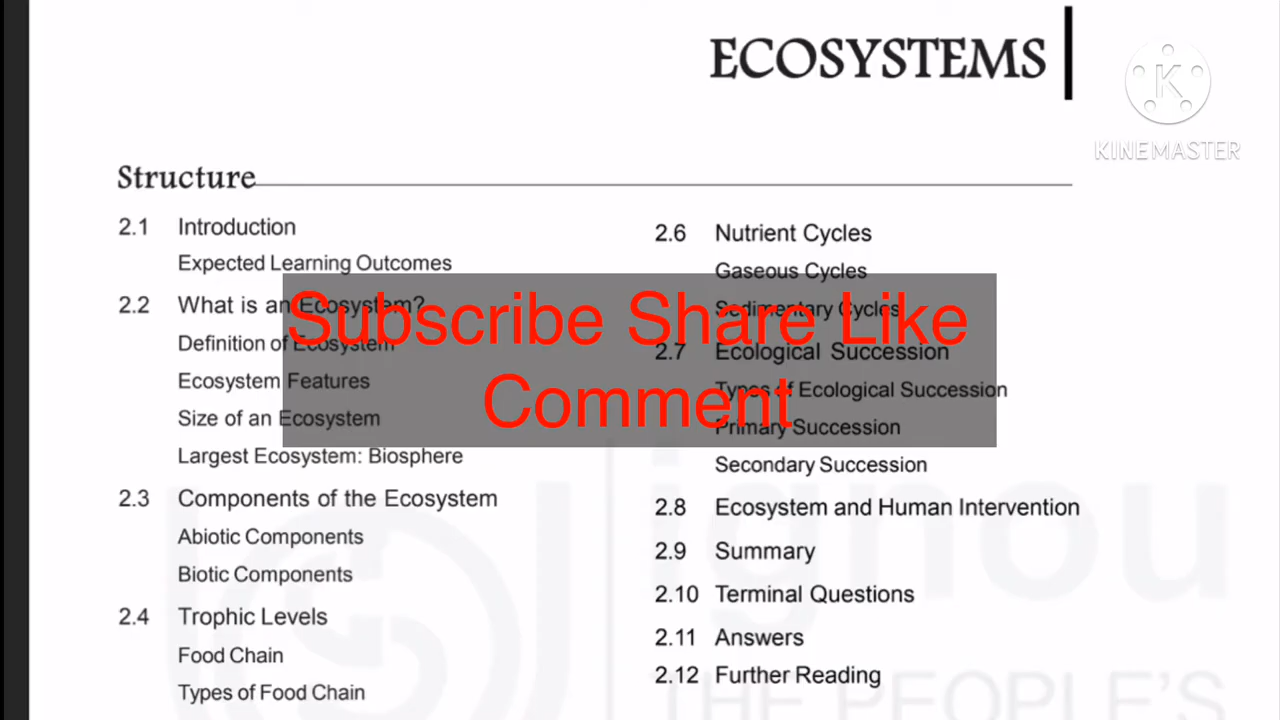 ECOSYSTEMS
KINEMASTER
Structure
2.1 Introduction
Expected Learning Outcomes
2.2 What is an Ecosystem?
Definition of Ecosystem
Ecosystem Features
Size of an Ecosystem
Largest Ecosystem: Biosphere
2.3 Components of the Ecosystem
Abiotic Components
Biotic Components
2.4 Trophic Levels
Food Chain
Types of Food Chain
2.6 Nutrient Cycles
Gaseous Cycles
Sedimentary Cycles
2.7 Ecological Succession
Types of Ecological Succession
Primary Succession
Secondary Succession
2.8 Ecosystem and Human Intervention
2.9 Summary
2.10 Terminal Questions
2.11 Answers
2.12 Further Reading
Subscribe Share Like
Comment
ignou
THE PEOPLE'S